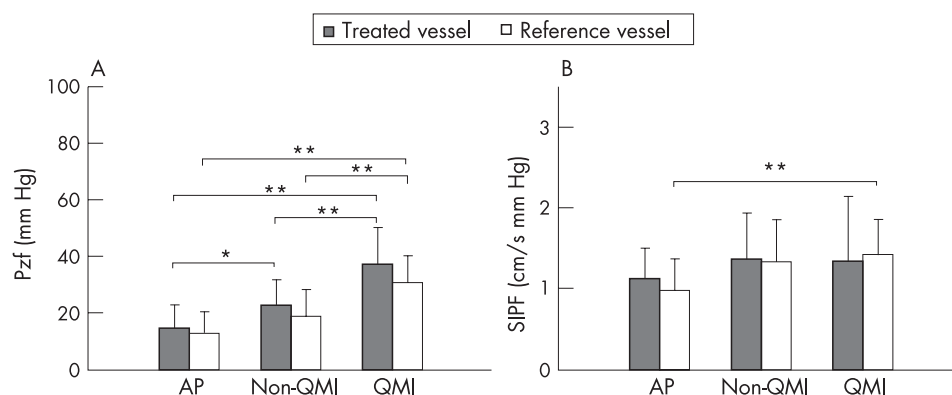 Treated vessel Reference vessel
A
100
80
60
40
20
0
Pzf (mm Hg)
**
**
**
**
*
AP Non-QMI QMI
B
3
2
1
0
SIPF (cm/s mm Hg)
**
AP Non-QMI QMI